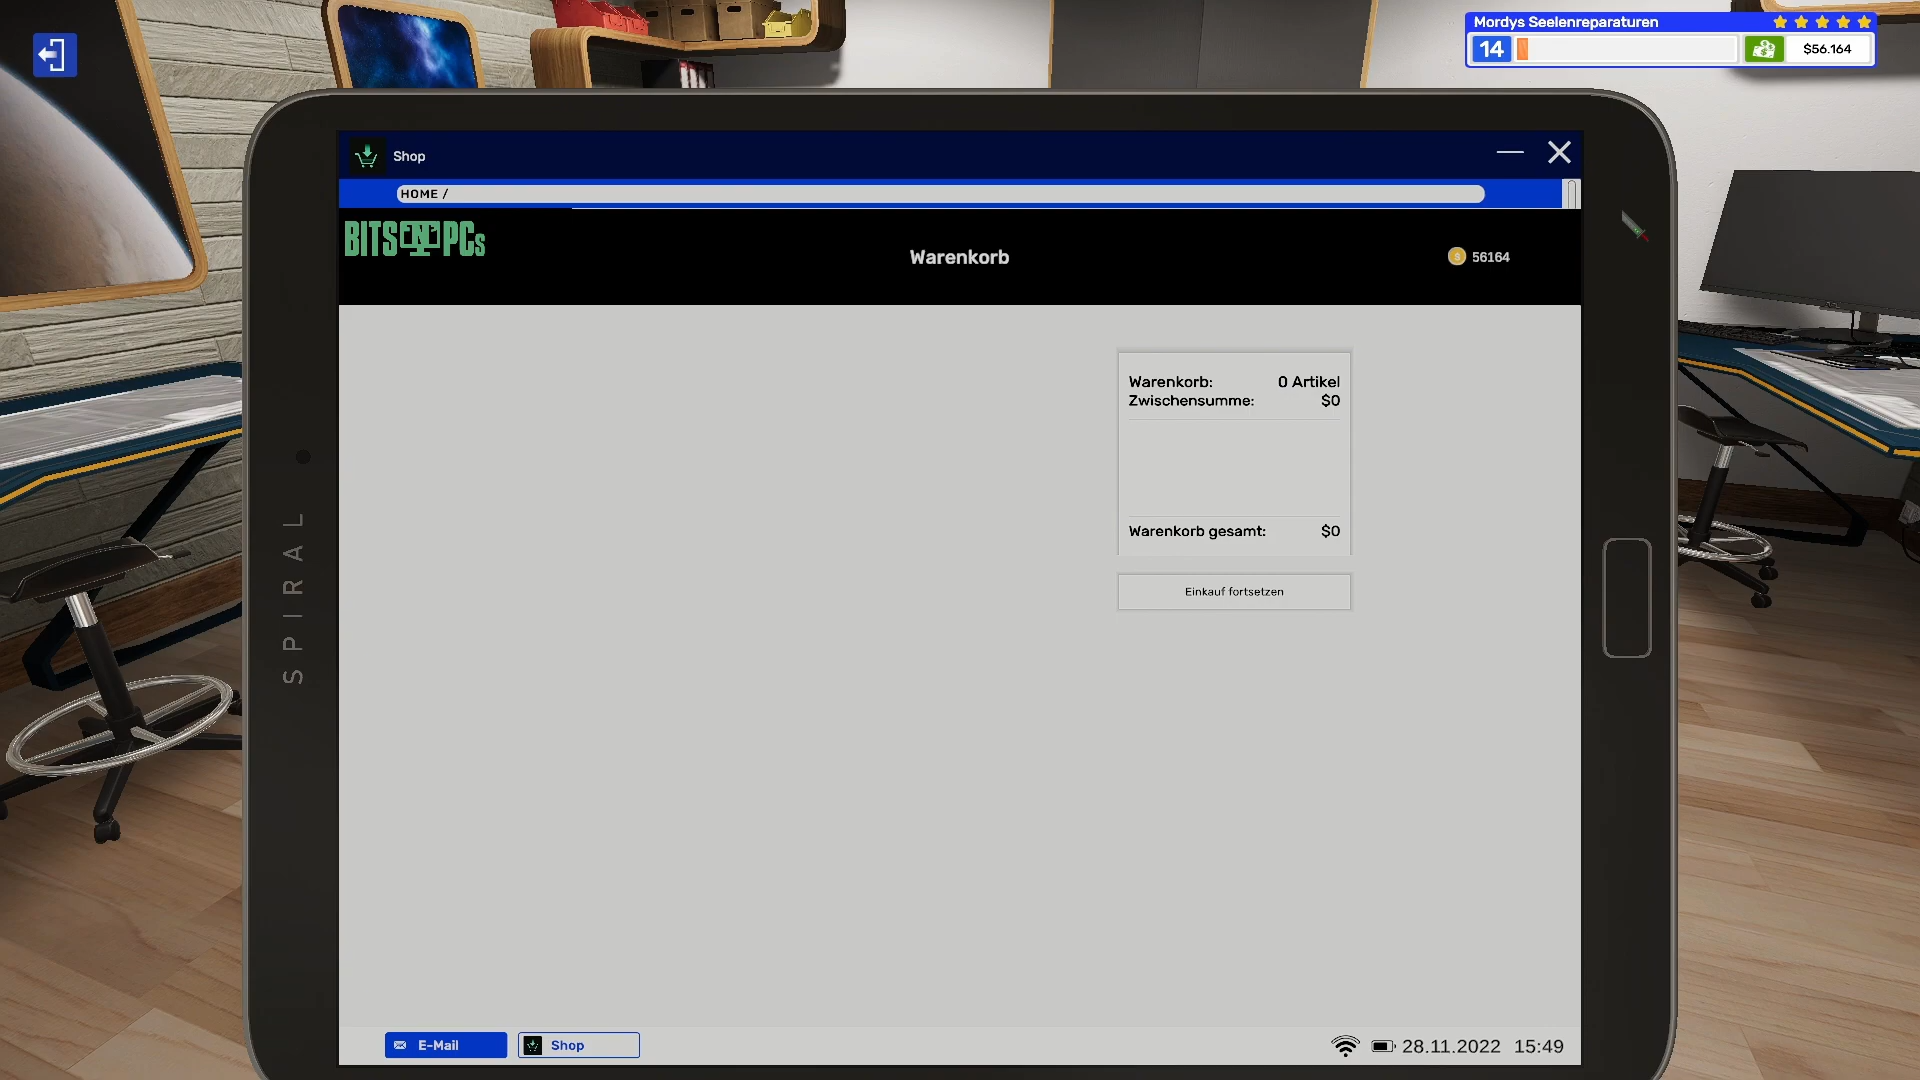 Mordys Seelenreparaturen
14
$56.164
Shop
HOME /
BITS 'N' PCs
Warenkorb
56164
Warenkorb: 0 Artikel
Zwischensumme: $0
Warenkorb gesamt: $0
Einkauf fortsetzen
SPIRAL
E-Mail
Shop
28.11.2022 15:49